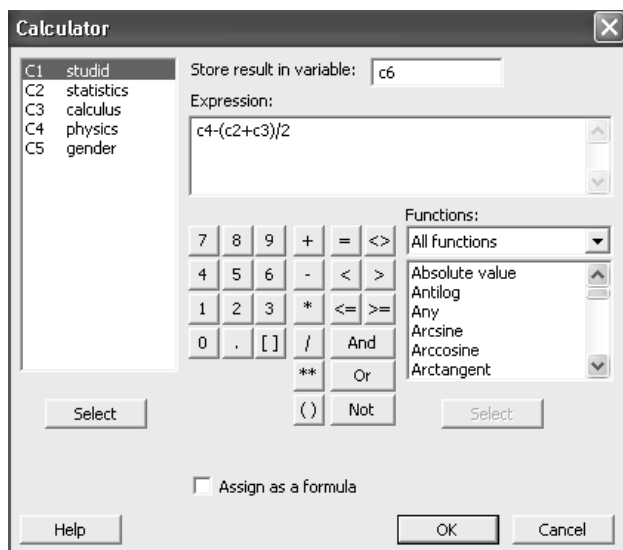 Calculator
C1 studid
C2 statistics
C3 calculus
C4 physics
C5 gender
Select
Store result in variable: c6
Expression:
c4-(c2+c3)/2
7 8 9 + = <>
4 5 6 - < >
1 2 3 * <= >=
0 . [ ] / And
** Or
( ) Not
Functions:
All functions
Absolute value
Antilog
Any
Arcsine
Arccosine
Arctangent
Select
Assign as a formula
Help
OK
Cancel